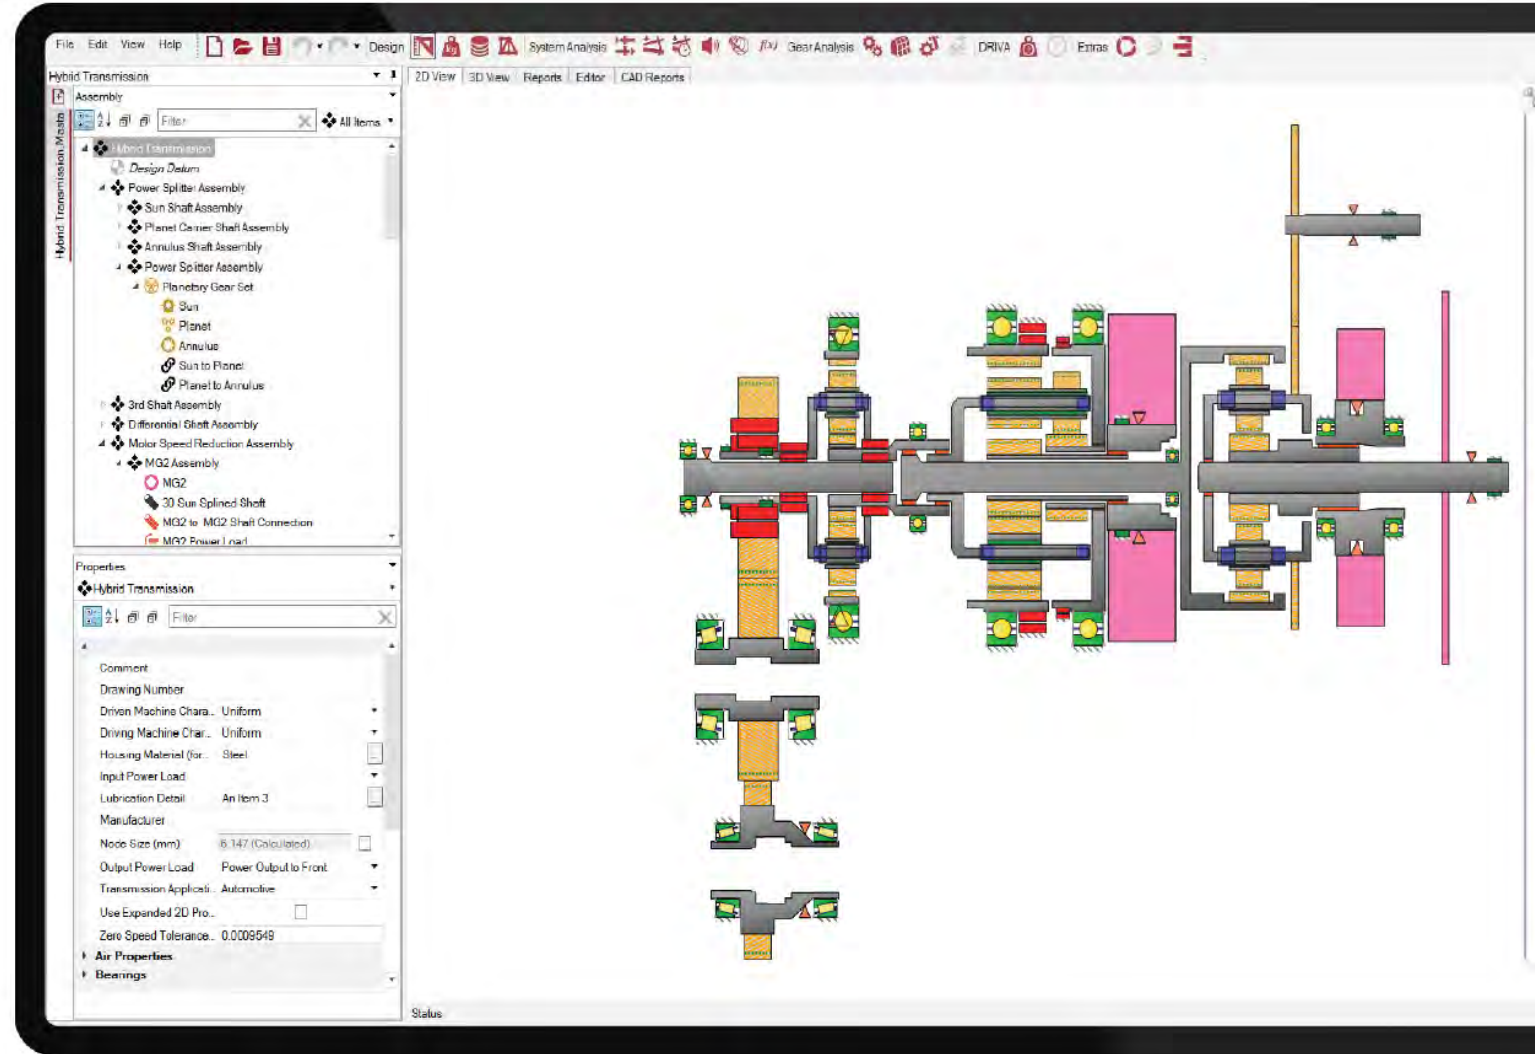 File Edit View Help Design System Analysis f(x) Gear Analysis DRIVA Extras
Hybrid Transmission
2D View 3D View Reports Editor CAD Reports
Assembly
Hybrid Transmission.Masta
Filter All Items
Hybrid Transmission
Design Datum
Power Splitter Assembly
Sun Shaft Assembly
Planet Carrier Shaft Assembly
Annulus Shaft Assembly
Power Splitter Assembly
Planetary Gear Set
Sun
Planet
Annulus
Sun to Planet
Planet to Annulus
3rd Shaft Assembly
Differential Shaft Assembly
Motor Speed Reduction Assembly
MG2 Assembly
MG2
30 Sun Splined Shaft
MG2 to MG2 Shaft Connection
MG2 Power Load
Properties
Hybrid Transmission
Filter
Comment
Drawing Number
Driven Machine Chara... Uniform
Driving Machine Char... Uniform
Housing Material (for... Steel
Input Power Load
Lubrication Detail An Item 3
Manufacturer
Node Size (mm) 6.147 (Calculated)
Output Power Load Power Output to Front
Transmission Applicati... Automotive
Use Expanded 2D Pro...
Zero Speed Tolerance... 0.0009549
Air Properties
Bearings
Status